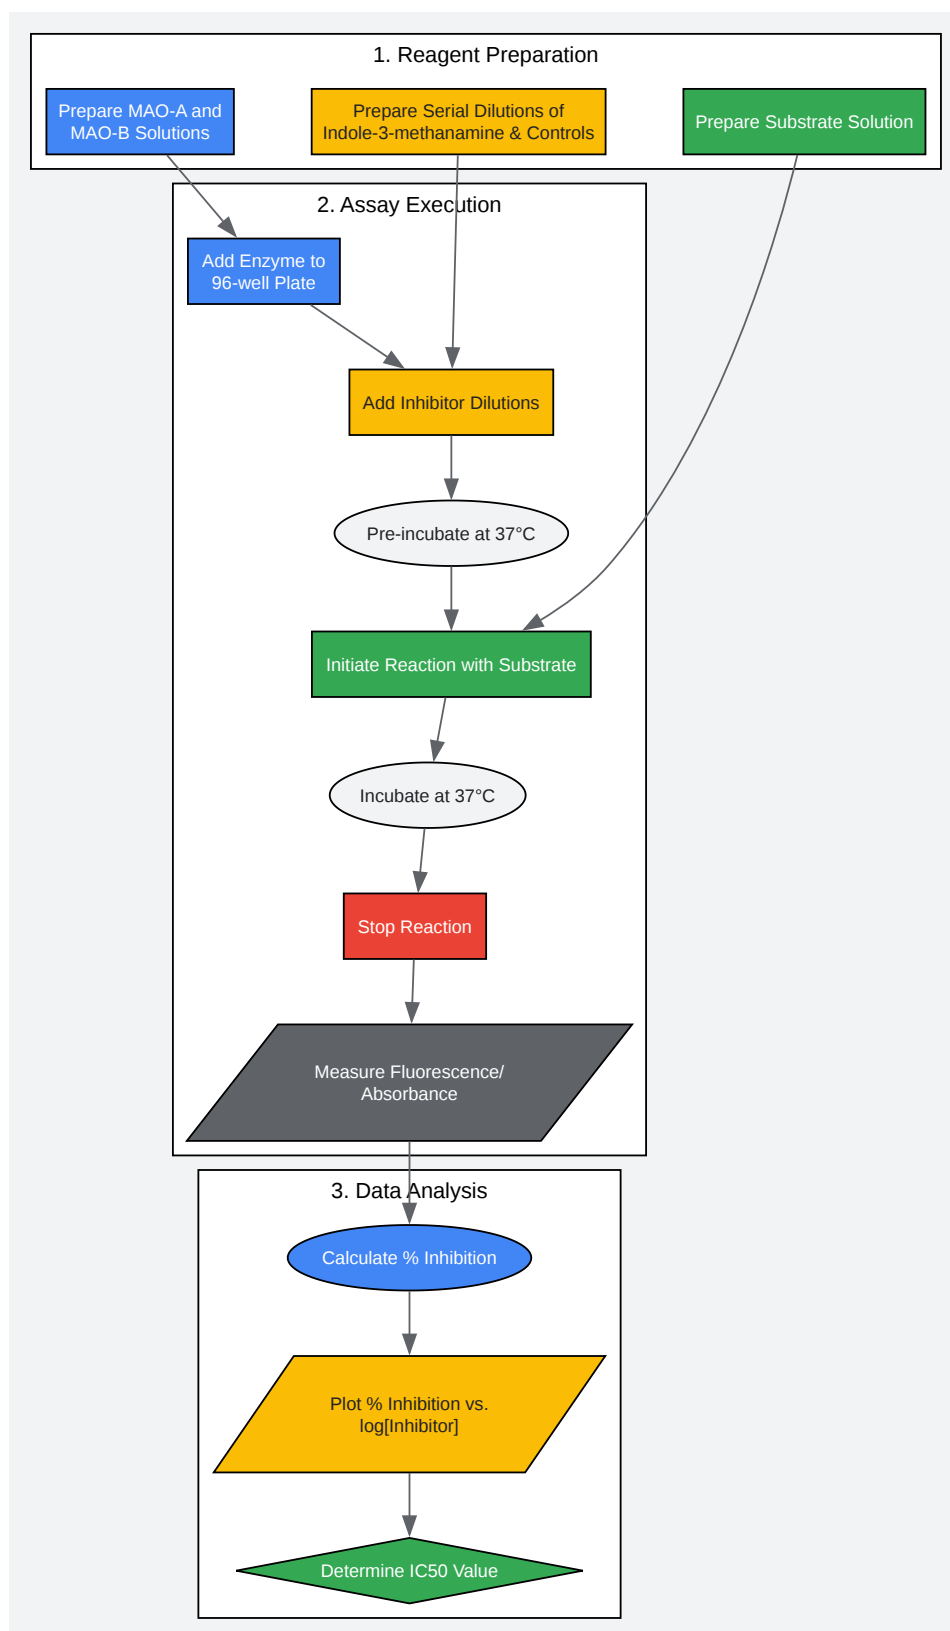 1. Reagent Preparation
Prepare MAO-A and
MAO-B Solutions
Prepare Serial Dilutions of
Indole-3-methanamine & Controls
Prepare Substrate Solution
2. Assay Execution
Add Enzyme to
96-well Plate
Add Inhibitor Dilutions
Pre-incubate at 37°C
Initiate Reaction with Substrate
Incubate at 37°C
Stop Reaction
Measure Fluorescence/
Absorbance
3. Data Analysis
Calculate % Inhibition
Plot % Inhibition vs.
log[Inhibitor]
Determine IC50 Value